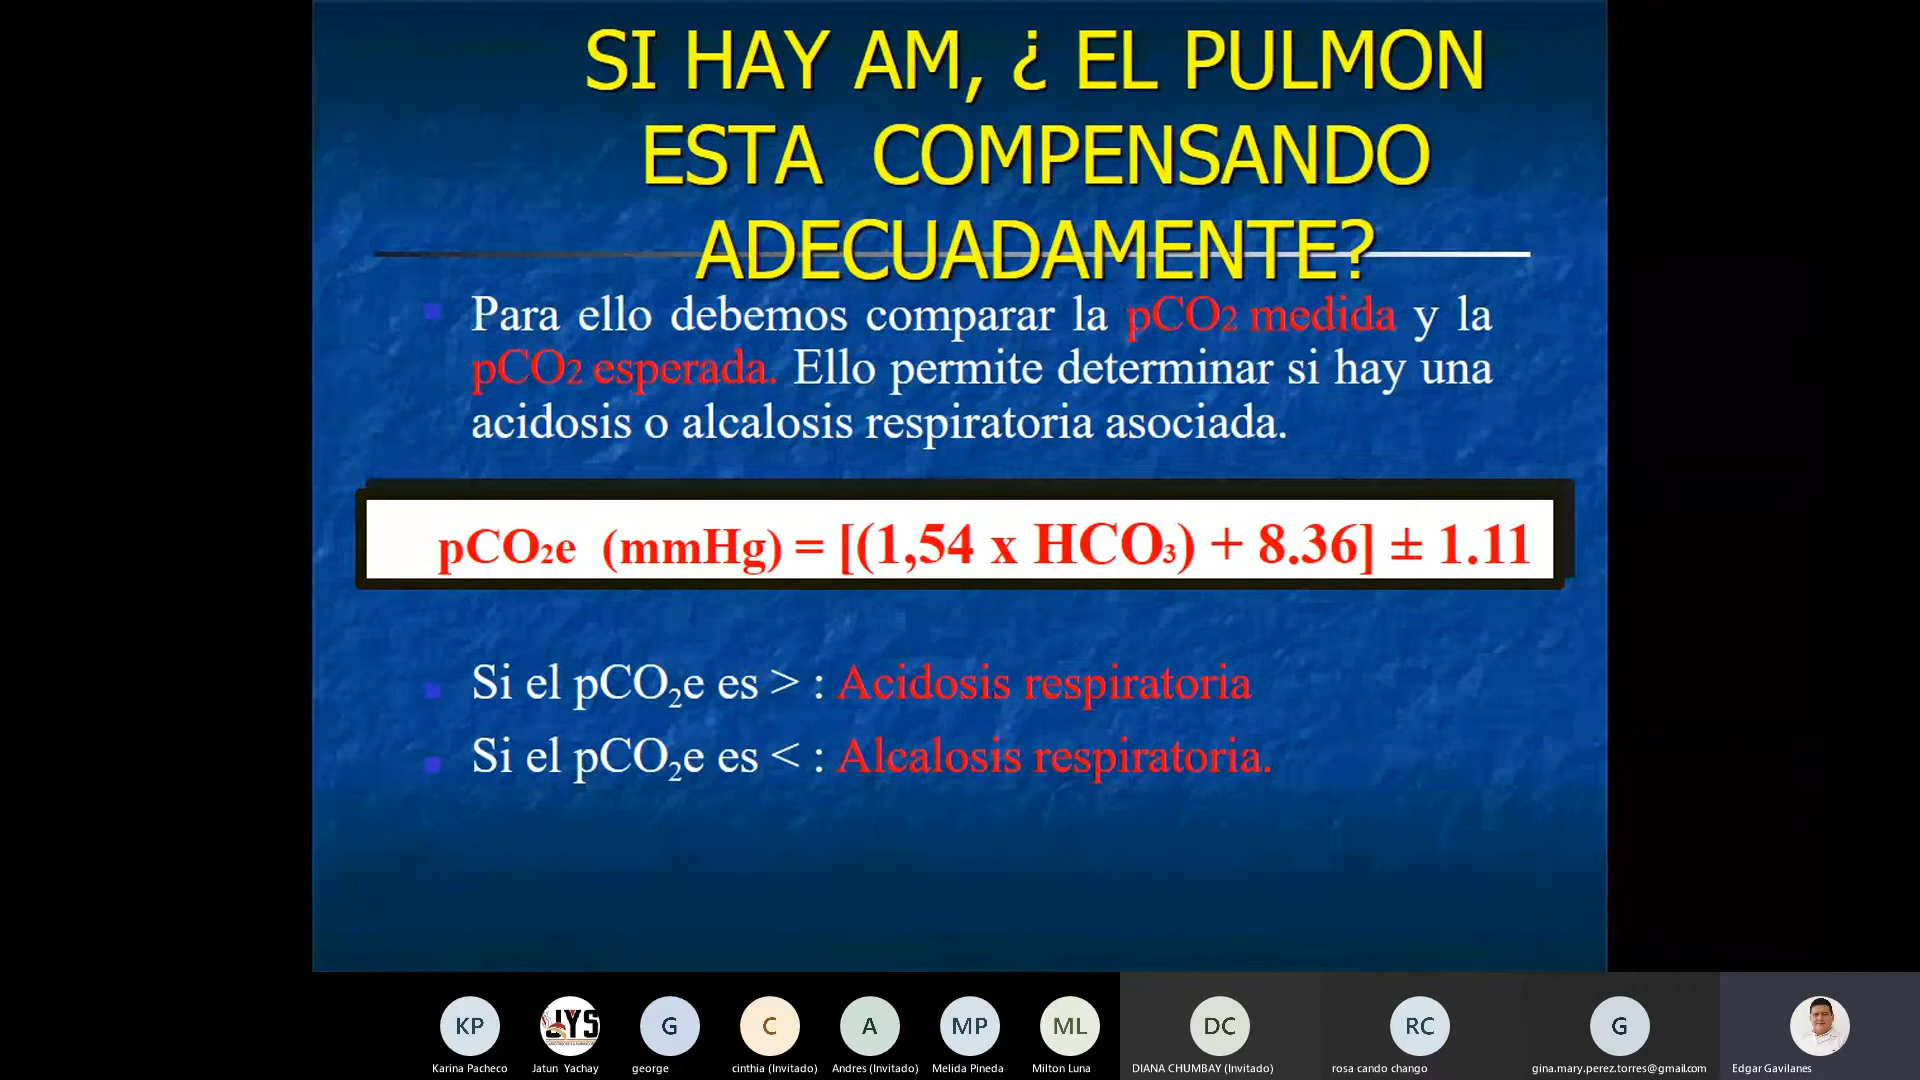 SI HAY AM, ¿ EL PULMON
ESTA COMPENSANDO
ADECUADAMENTE?
Para ello debemos comparar la pCO2 medida y la
pCO2 esperada. Ello permite determinar si hay una
acidosis o alcalosis respiratoria asociada.
pCO2e (mmHg) = [(1,54 x HCO3) + 8.36] ± 1.11
Si el pCO₂e es > : Acidosis respiratoria
Si el pCO₂e es < : Alcalosis respiratoria.
KP
JYS
G
C
A
MP
ML
DC
RC
G
Karina Pacheco
Jatun Yachay
george
cinthia (Invitado)
Andres (Invitado)
Melida Pineda
Milton Luna
DIANA CHUMBAY (Invitado)
rosa cando chango
gina.mary.perez.torres@gmail.com
Edgar Gavilanes